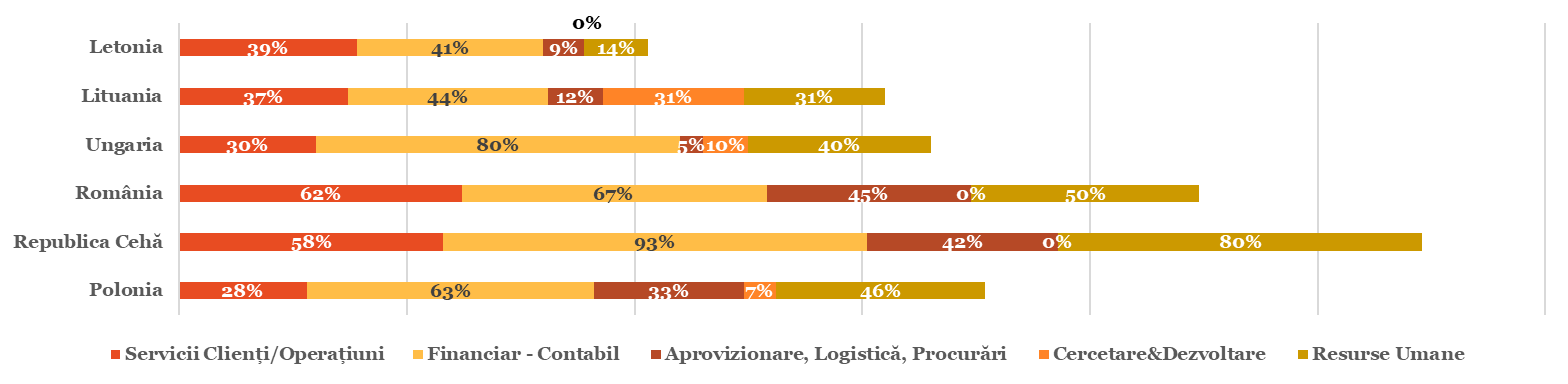 0%
Letonia 39% 41% 9% 14%
Lituania 37% 44% 12% 31% 31%
Ungaria 30% 80% 5% 10% 40%
România 62% 67% 45% 0% 50%
Republica Cehă 58% 93% 42% 0% 80%
Polonia 28% 63% 33% 7% 46%
Servicii Clienți/Operațiuni Financiar - Contabil Aprovizionare, Logistică, Procurări Cercetare&Dezvoltare Resurse Umane